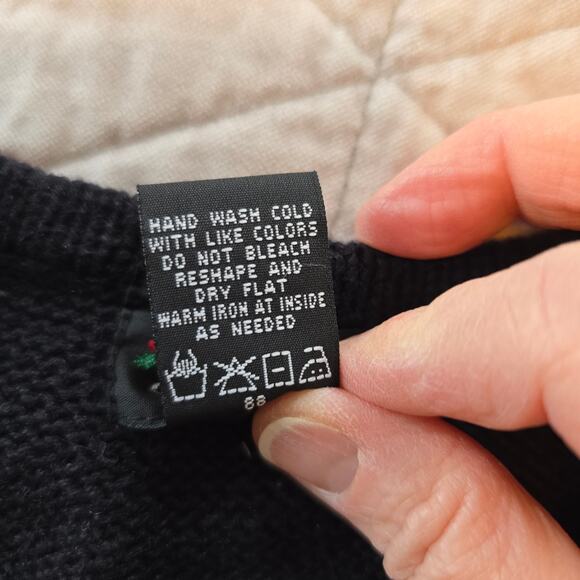 HAND WASH COLD
WITH LIKE COLORS
DO NOT BLEACH
RESHAPE AND
DRY FLAT
WARM IRON AT INSIDE
AS NEEDED
88